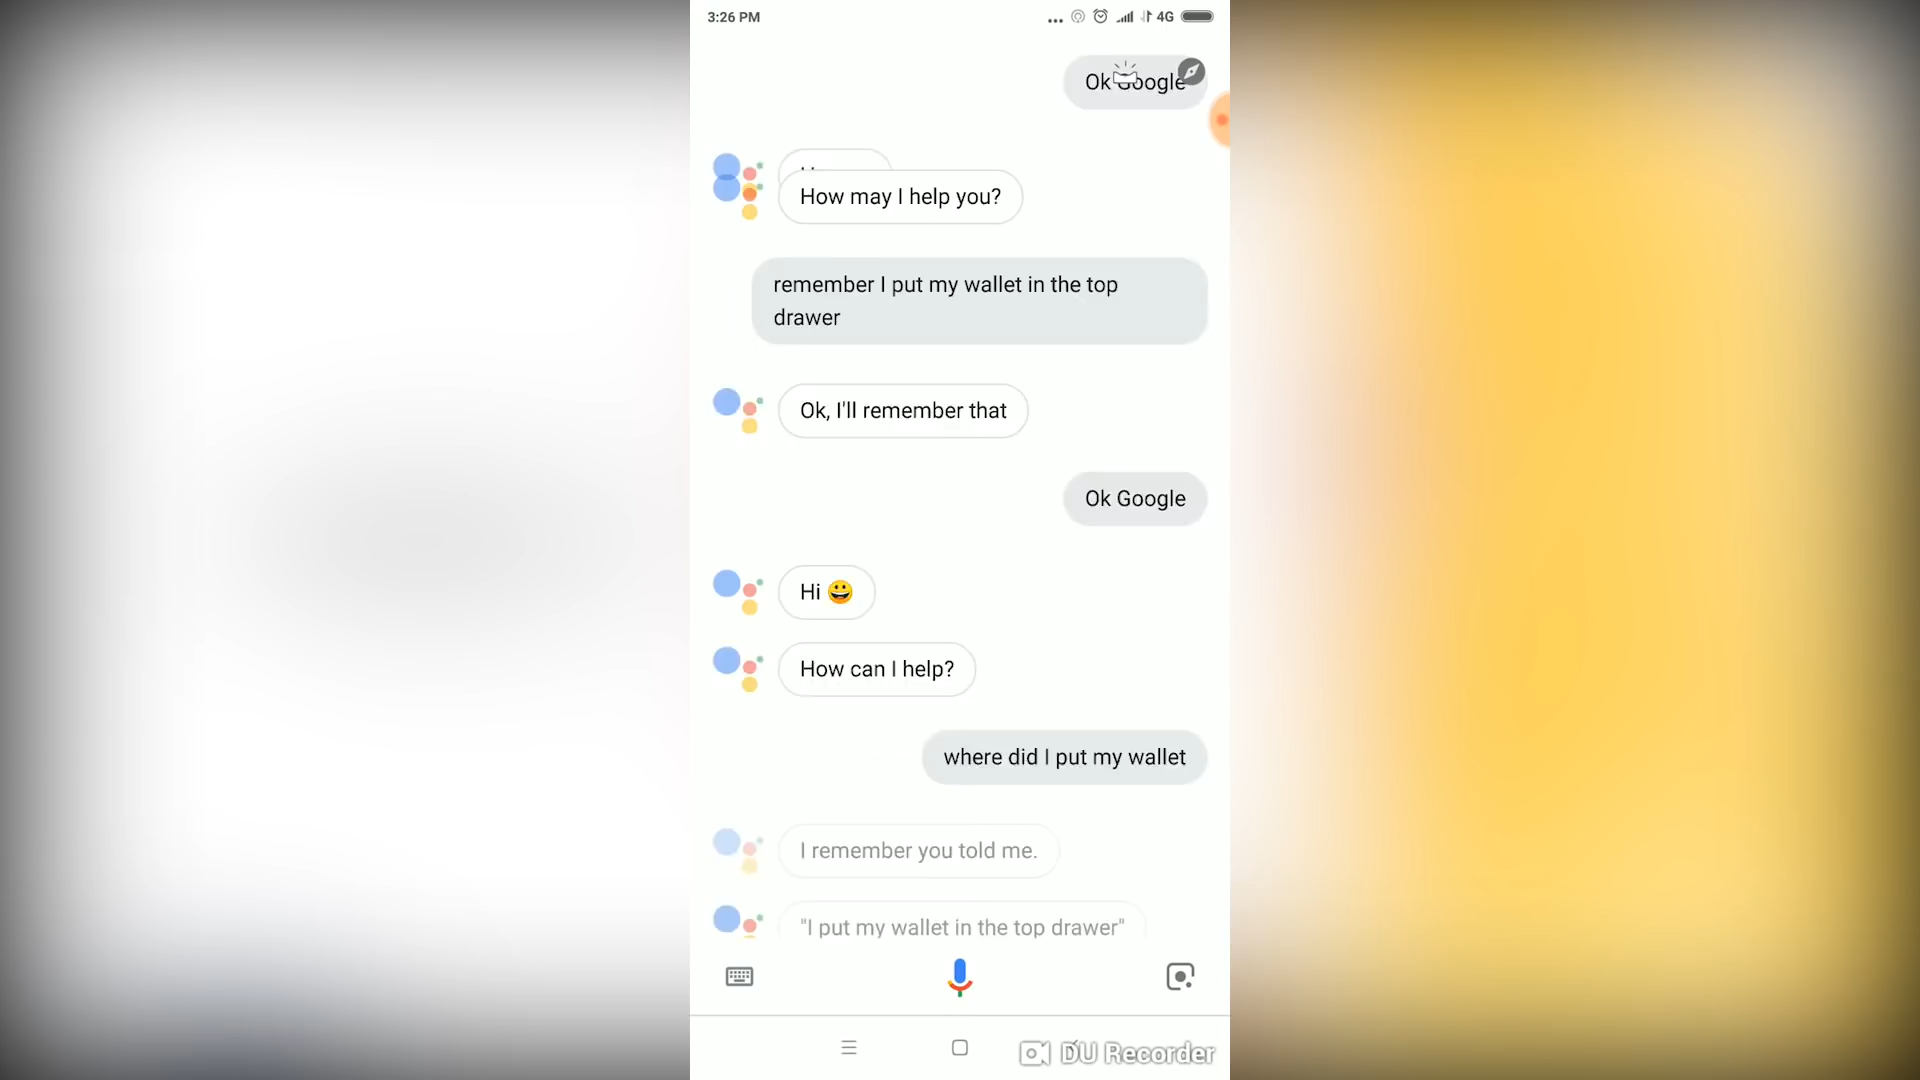 3:26 PM
4G
Ok Google
How may I help you?
remember I put my wallet in the top
drawer
Ok, I'll remember that
Ok Google
Hi 😀
How can I help?
where did I put my wallet
I remember you told me.
"I put my wallet in the top drawer"
DU Recorder